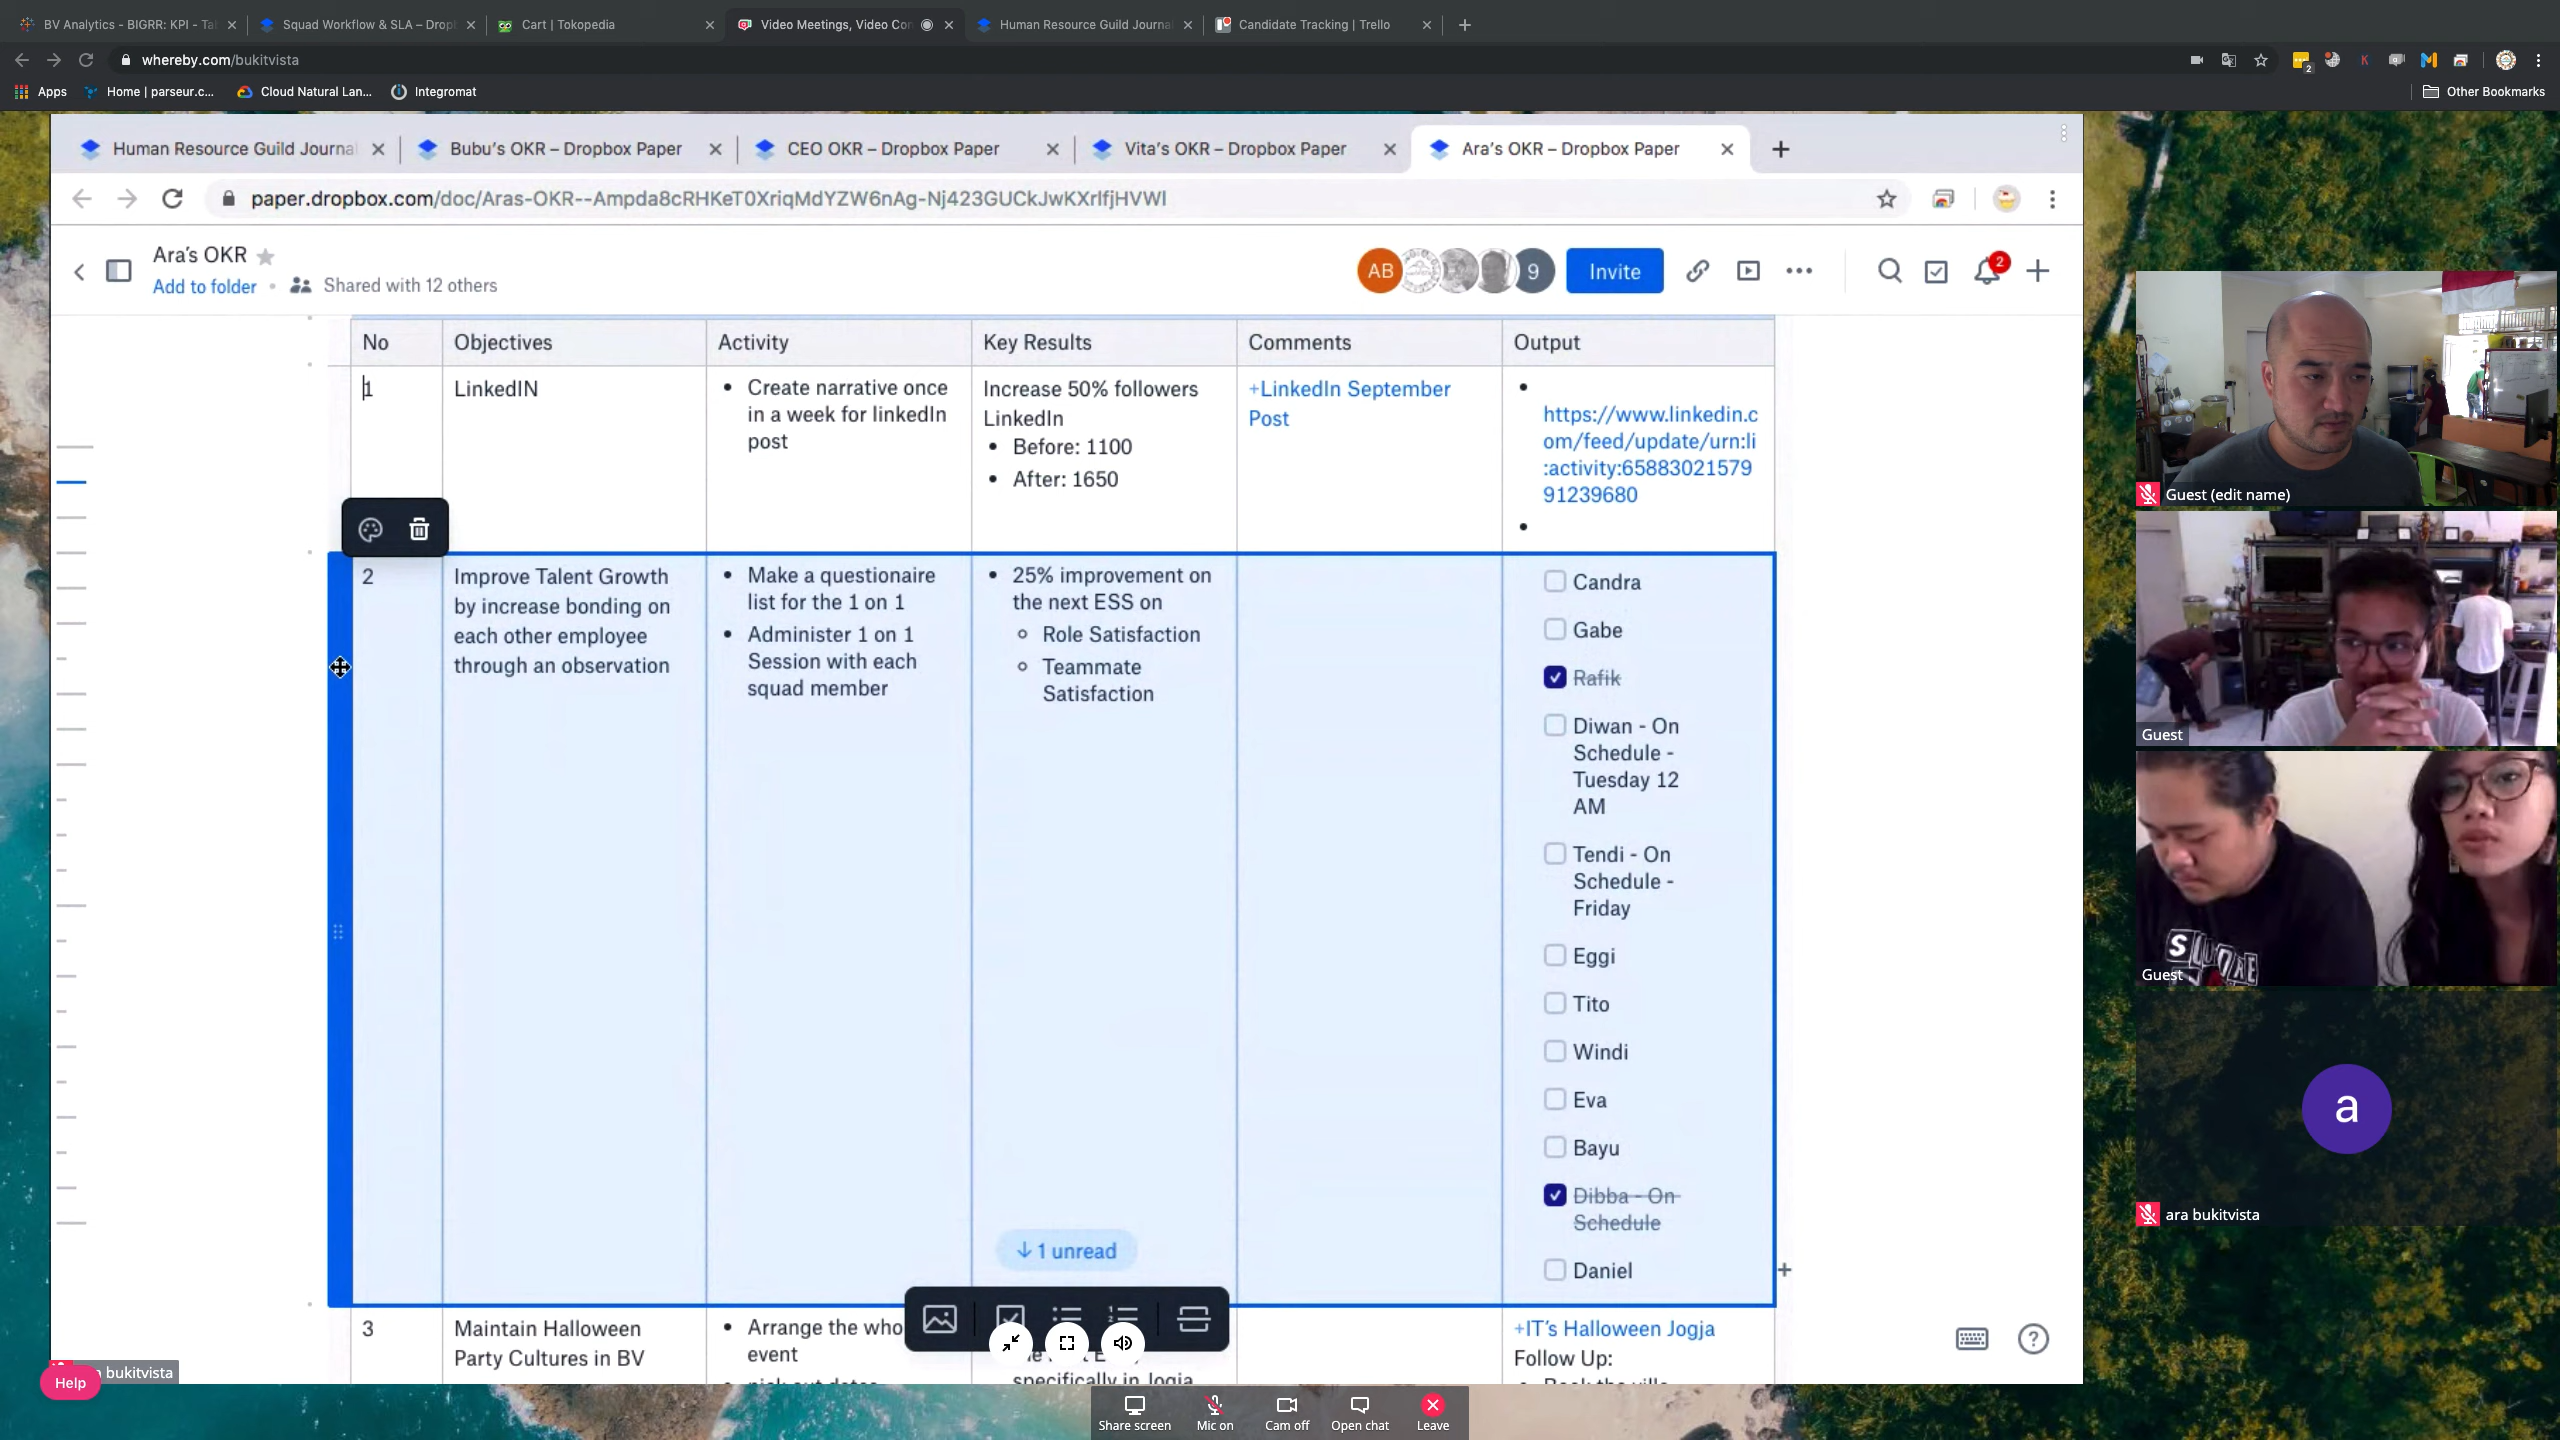 BV Analytics - BIGRR: KPI - Ta
Squad Workflow & SLA – Drop
Cart | Tokopedia
Video Meetings, Video Con
Human Resource Guild Journa
Candidate Tracking | Trello
whereby.com/bukitvista
2
Apps
Home | parseur.c...
Cloud Natural Lan...
Integromat
Other Bookmarks
Human Resource Guild Journal
Bubu's OKR – Dropbox Paper
CEO OKR – Dropbox Paper
Vita's OKR – Dropbox Paper
Ara's OKR – Dropbox Paper
paper.dropbox.com/doc/Aras-OKR--Ampda8cRHKeT0XriqMdYZW6nAg-Nj423GUCkJwKXrIfjHVWI
Ara's OKR
Add to folder
Shared with 12 others
AB
9
Invite
2
No
Objectives
Activity
Key Results
Comments
Output
1
LinkedIN
• Create narrative once
in a week for linkedIn
post
Increase 50% followers
LinkedIn
• Before: 1100
• After: 1650
+LinkedIn September
Post
https://www.linkedin.c
om/feed/update/urn:li
:activity:65883021579
91239680
2
Improve Talent Growth
by increase bonding on
each other employee
through an observation
• Make a questionaire
list for the 1 on 1
• Administer 1 on 1
Session with each
squad member
• 25% improvement on
the next ESS on
Role Satisfaction
Teammate
Satisfaction
Candra
Gabe
Rafik
Diwan - On
Schedule -
Tuesday 12
AM
Tendi - On
Schedule -
Friday
Eggi
Tito
Windi
Eva
Bayu
Dibba - On
Schedule
Daniel
1 unread
3
Maintain Halloween
Party Cultures in BV
• Arrange the who
event
specifically in Jogja
+IT's Halloween Jogja
Follow Up:
Guest (edit name)
Guest
Guest
a
ara bukitvista
bukitvista
Help
Share screen
Mic on
Cam off
Open chat
Leave